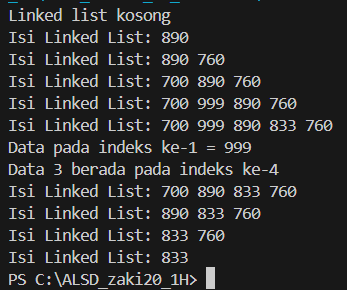 Linked list kosong
Isi Linked List: 890
Isi Linked List: 890 760
Isi Linked List: 700 890 760
Isi Linked List: 700 999 890 760
Isi Linked List: 700 999 890 833 760
Data pada indeks ke-1 = 999
Data 3 berada pada indeks ke-4
Isi Linked List: 700 890 833 760
Isi Linked List: 890 833 760
Isi Linked List: 833 760
Isi Linked List: 833
PS C:\ALSD_zaki20_1H>